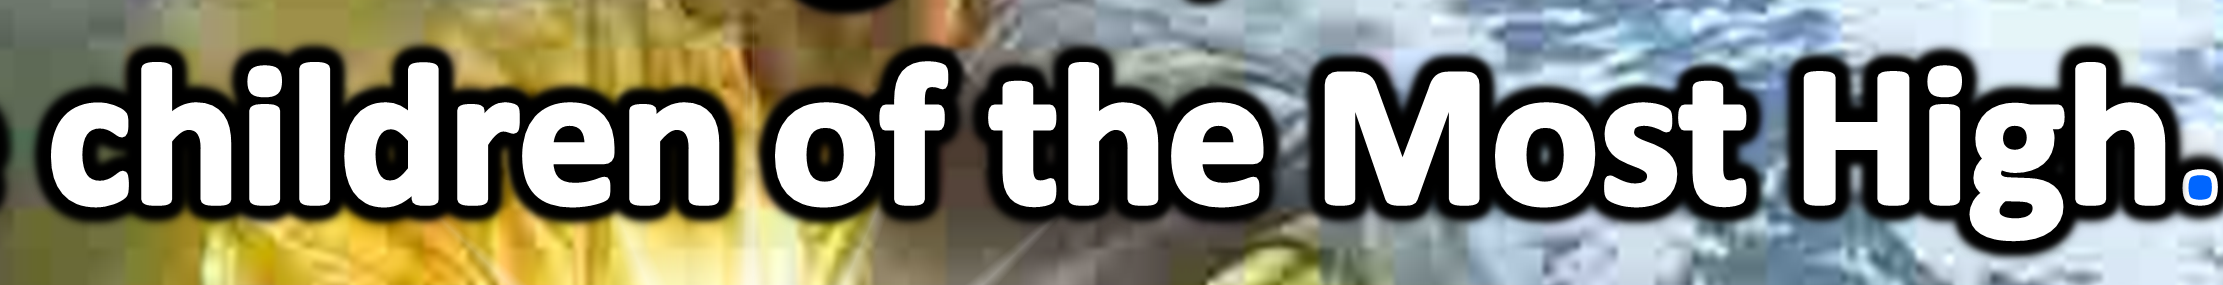 children of the Most High.